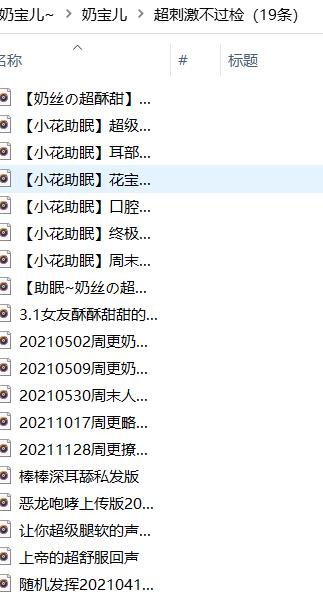 奶宝儿~ > 奶宝儿 > 超刺激不过检（19条）
名称 # 标题
【奶丝の超酥甜】...
【小花助眠】超级...
【小花助眠】耳部...
【小花助眠】花宝...
【小花助眠】口腔...
【小花助眠】终极...
【小花助眠】周末...
【助眠~奶丝の超...
3.1女友酥酥甜甜的...
20210502周更奶...
20210509周更奶...
20210530周末人...
20211017周更略...
20211128周更撩...
棒棒深耳舔私发版
恶龙咆哮上传版20...
让你超级腿软的声...
上帝的超舒服回声
随机发挥2021041...